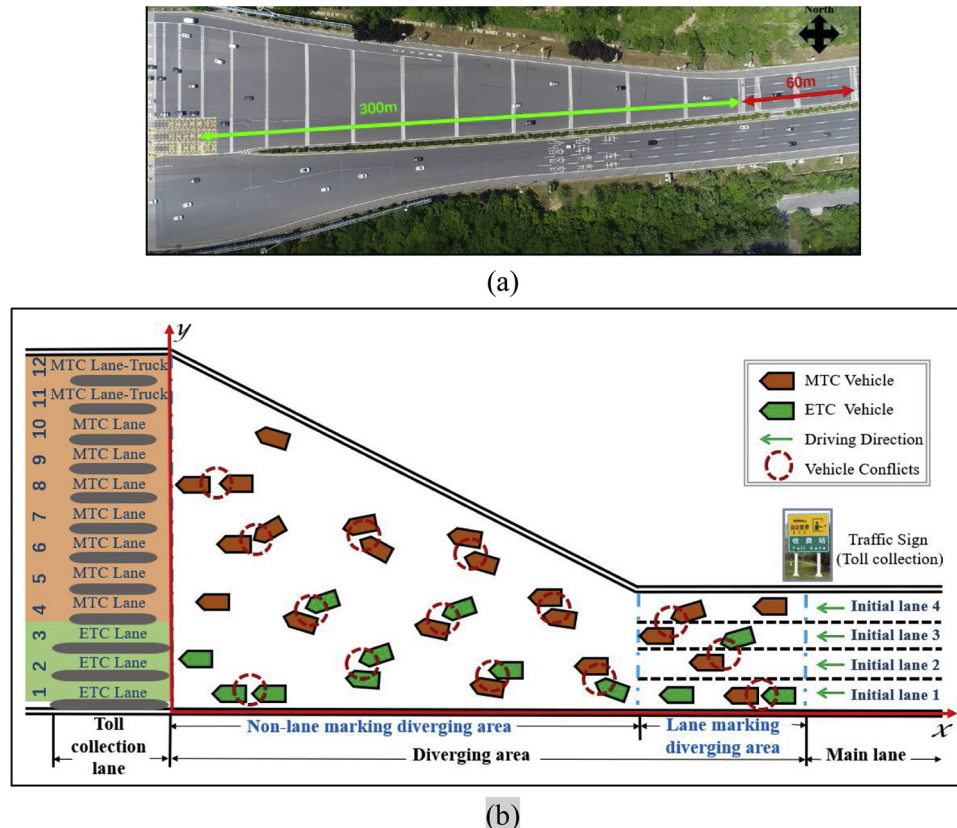 North
300m
60m
(a)
y
12 MTC Lane-Truck
11 MTC Lane-Truck
10 MTC Lane
9 MTC Lane
8 MTC Lane
7 MTC Lane
6 MTC Lane
5 MTC Lane
4 MTC Lane
3 ETC Lane
2 ETC Lane
1 ETC Lane
MTC Vehicle
ETC Vehicle
Driving Direction
Vehicle Conflicts
收费站
Toll Gate
Traffic Sign
(Toll collection)
Initial lane 4
Initial lane 3
Initial lane 2
Initial lane 1
x
Toll
collection
lane
Non-lane marking diverging area
Lane marking
diverging area
Diverging area
Main lane
(b)